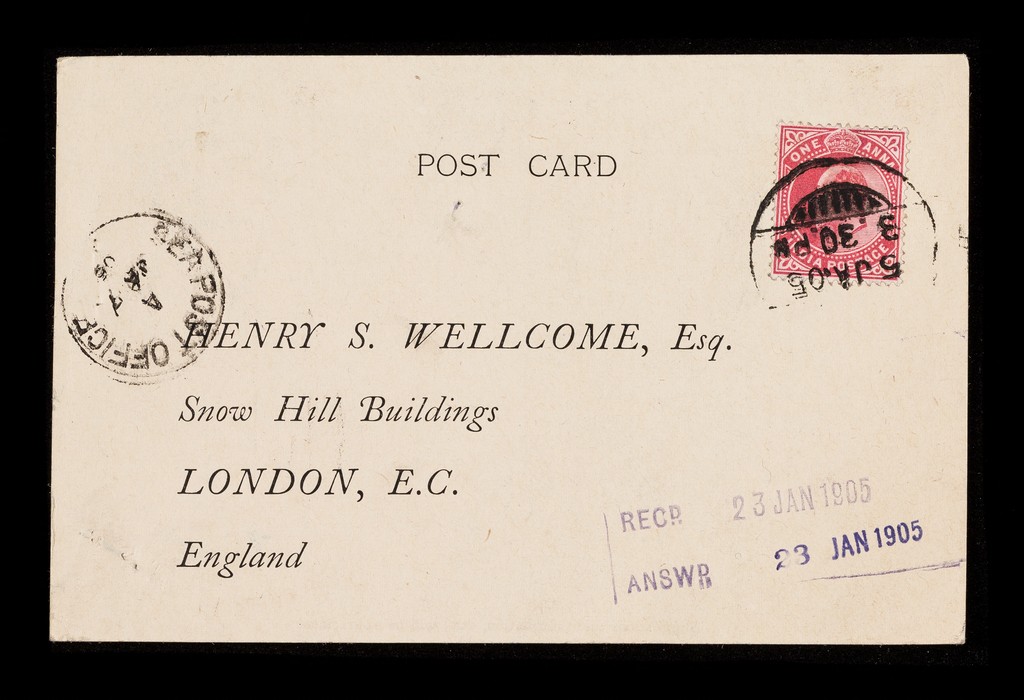 POST CARD
ONE ANNA
INDIA POSTAGE
3
30 PM
5 JA.05
SEA POST OFFICE
HENRY S. WELLCOME, Esq.
Snow Hill Buildings
LONDON, E.C.
England
RECD. 23 JAN 1905
ANSWD 23 JAN 1905